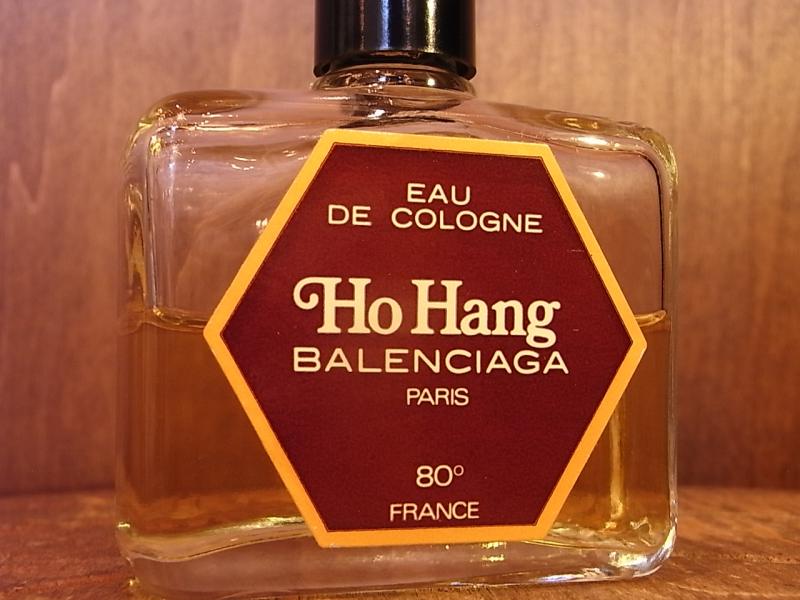 EAU
DE COLOGNE
Ho Hang
BALENCIAGA
PARIS
80°
FRANCE